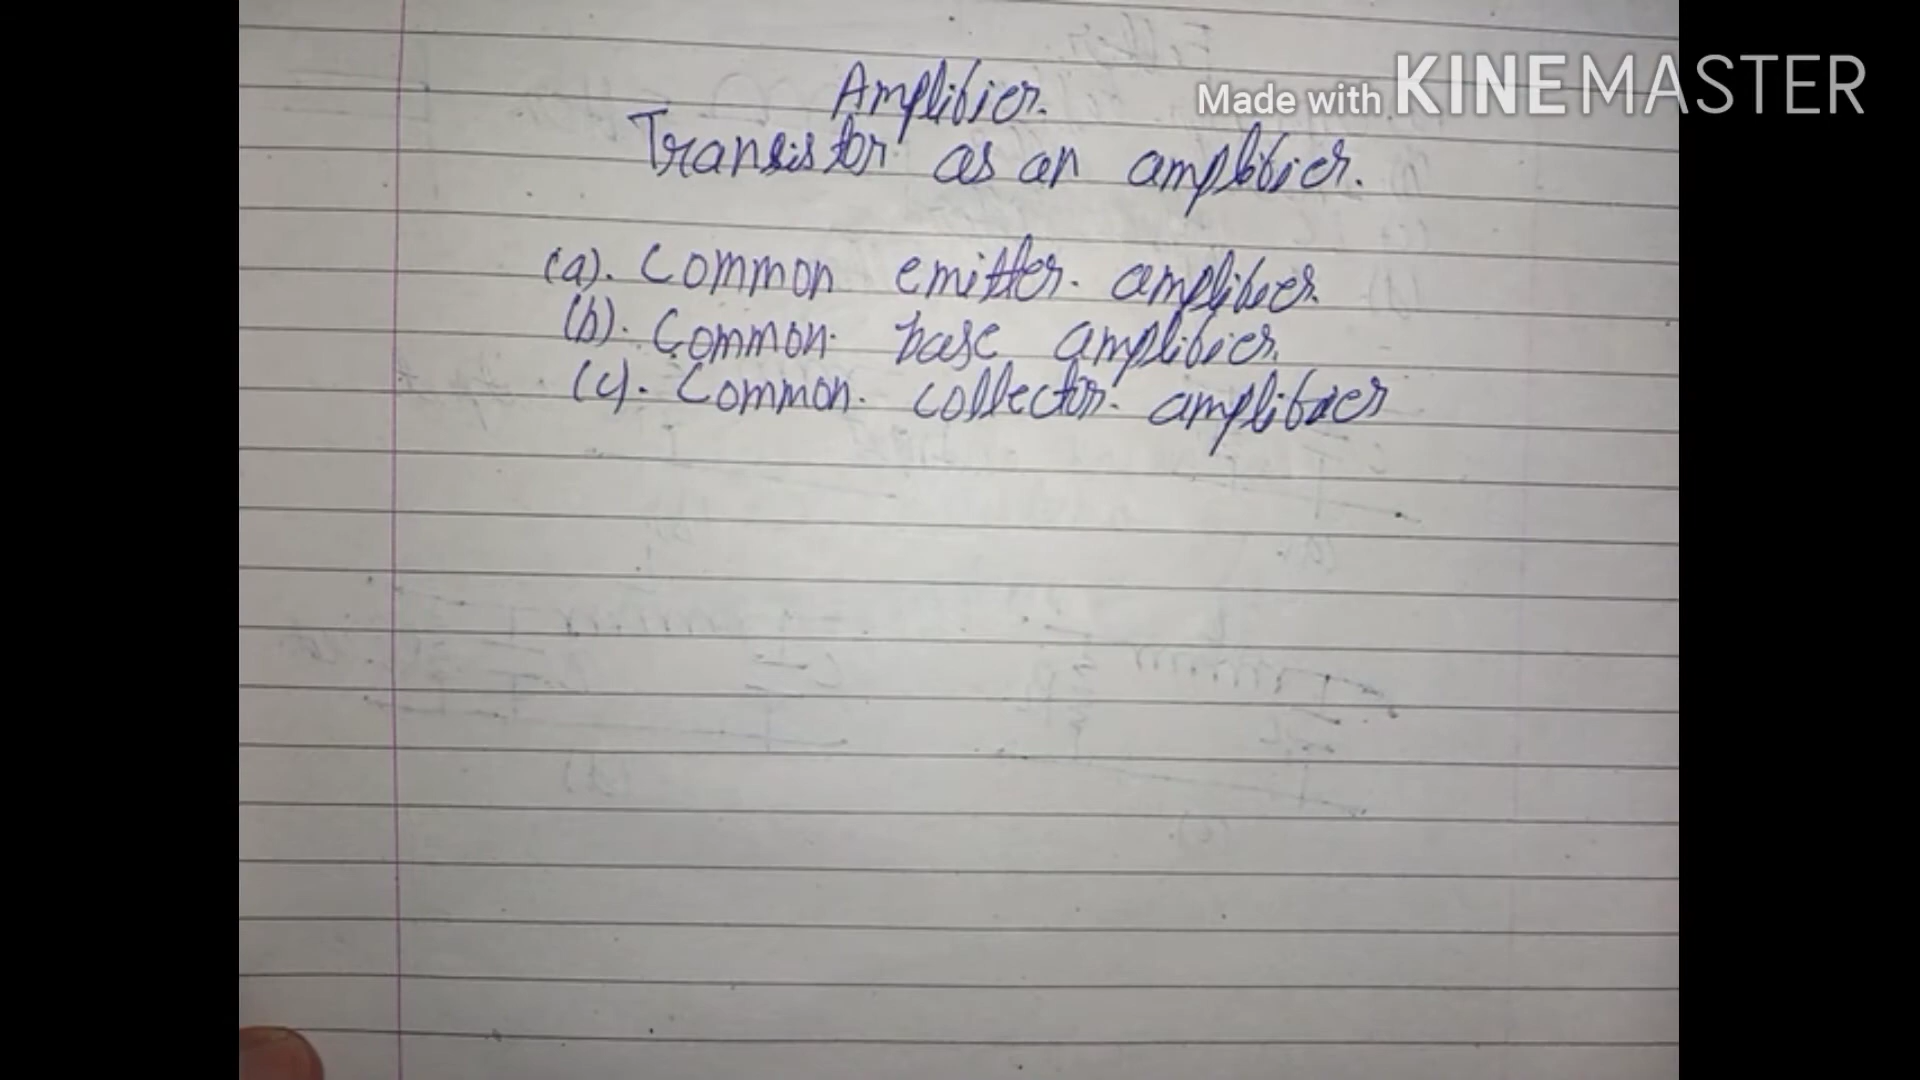 Amplifier.
Made with KINEMASTER
Transistor as an amplifier.
(a). Common emitter. amplifier.
(b). Common. base amplifier.
(c). Common. collector. amplifier